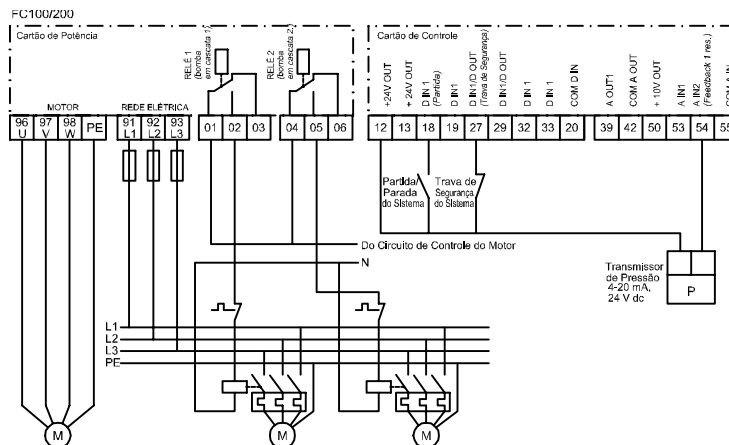 FC100/200
Cartão de Potência
Cartão de Controle
RELÉ 1
(bomba
em cascata 1)
RELÉ 2
(bomba
em cascata 2)
+24V OUT
+ 24V OUT
D IN 1
(Partida)
D IN1
D IN1/D OUT
(Trava de Segurança)
D IN1/D OUT
D IN1
D IN1
COM D IN
A OUT1
COM A OUT
+ 10V OUT
A IN1
A IN2
(Feedback 1 res.)
COM A IN
MOTOR
REDE ELÉTRICA
96 97 98 PE 91 92 93 01 02 03 04 05 06 12 13 18 19 27 29 32 33 20 39 42 50 53 54 55
U V W L1 L2 L3
Partida/
Parada
do Sistema
Trava de
Segurança
do Sistema
Do Circuito de Controle do Motor
N
Transmissor
de Pressão
4-20 mA,
24 V dc
P
L1
L2
L3
PE
M M M